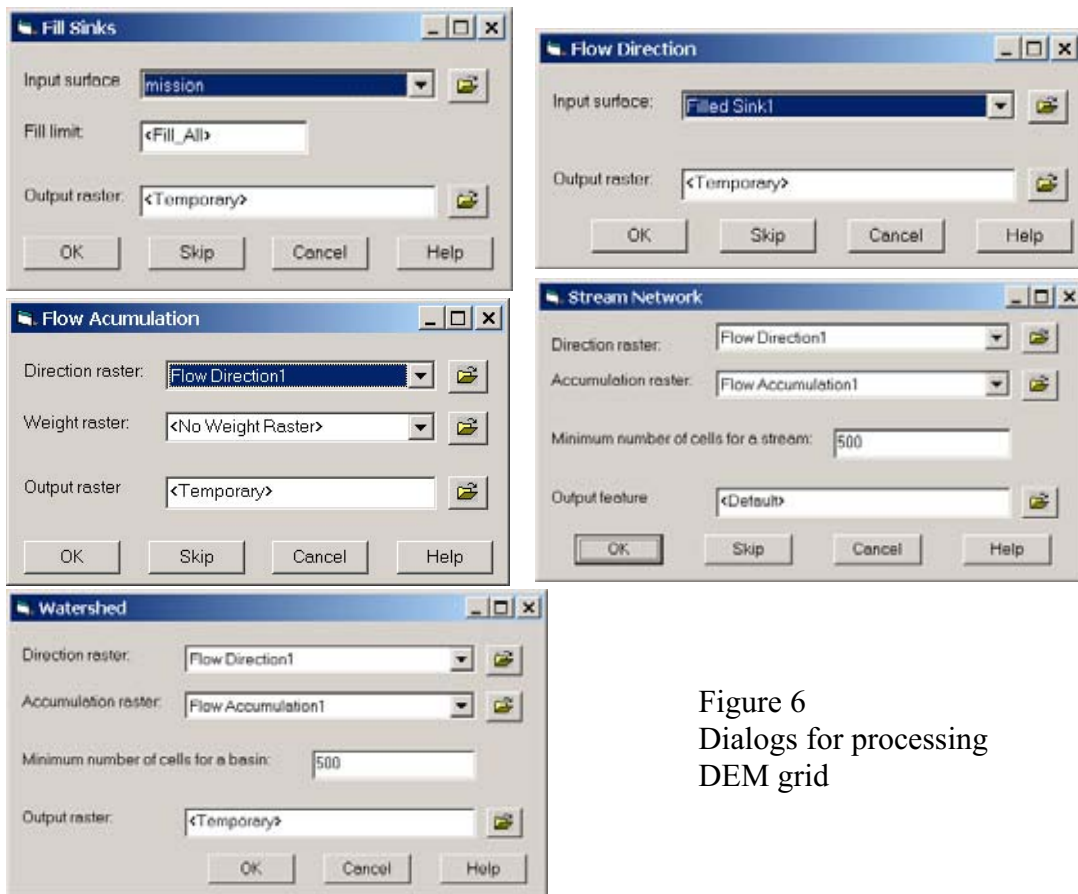 Fill Sinks
Input surface mission
Fill limit: <Fill_All>
Output raster: <Temporary>
OK Skip Cancel Help
Flow Direction
Input surface: Filled Sink1
Output raster: <Temporary>
OK Skip Cancel Help
Flow Acumulation
Direction raster: Flow Direction1
Weight raster: <No Weight Raster>
Output raster <Temporary>
OK Skip Cancel Help
Stream Network
Direction raster: Flow Direction1
Accumulation raster: Flow Accumulation1
Minimum number of cells for a stream: 500
Output feature <Default>
OK Skip Cancel Help
Watershed
Direction raster: Flow Direction1
Accumulation raster: Flow Accumulation1
Minimum number of cells for a basin: 500
Output raster: <Temporary>
OK Cancel Help
Figure 6
Dialogs for processing
DEM grid